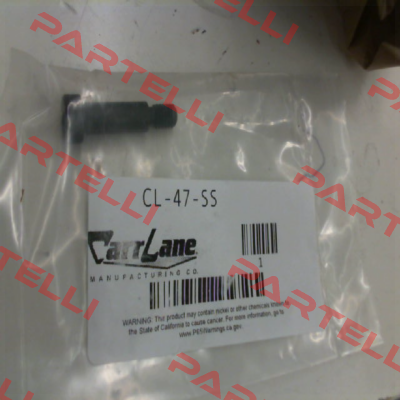 PARTELLI
PARTELLI
PARTELLI
PARTELLI
PARTELLI
CL-47-SS
Carr Lane
MANUFACTURING CO.
1
WARNING: This product may contain nickel or other chemicals known to
the State of California to cause cancer. For more information, go to
www.P65Warnings.ca.gov.